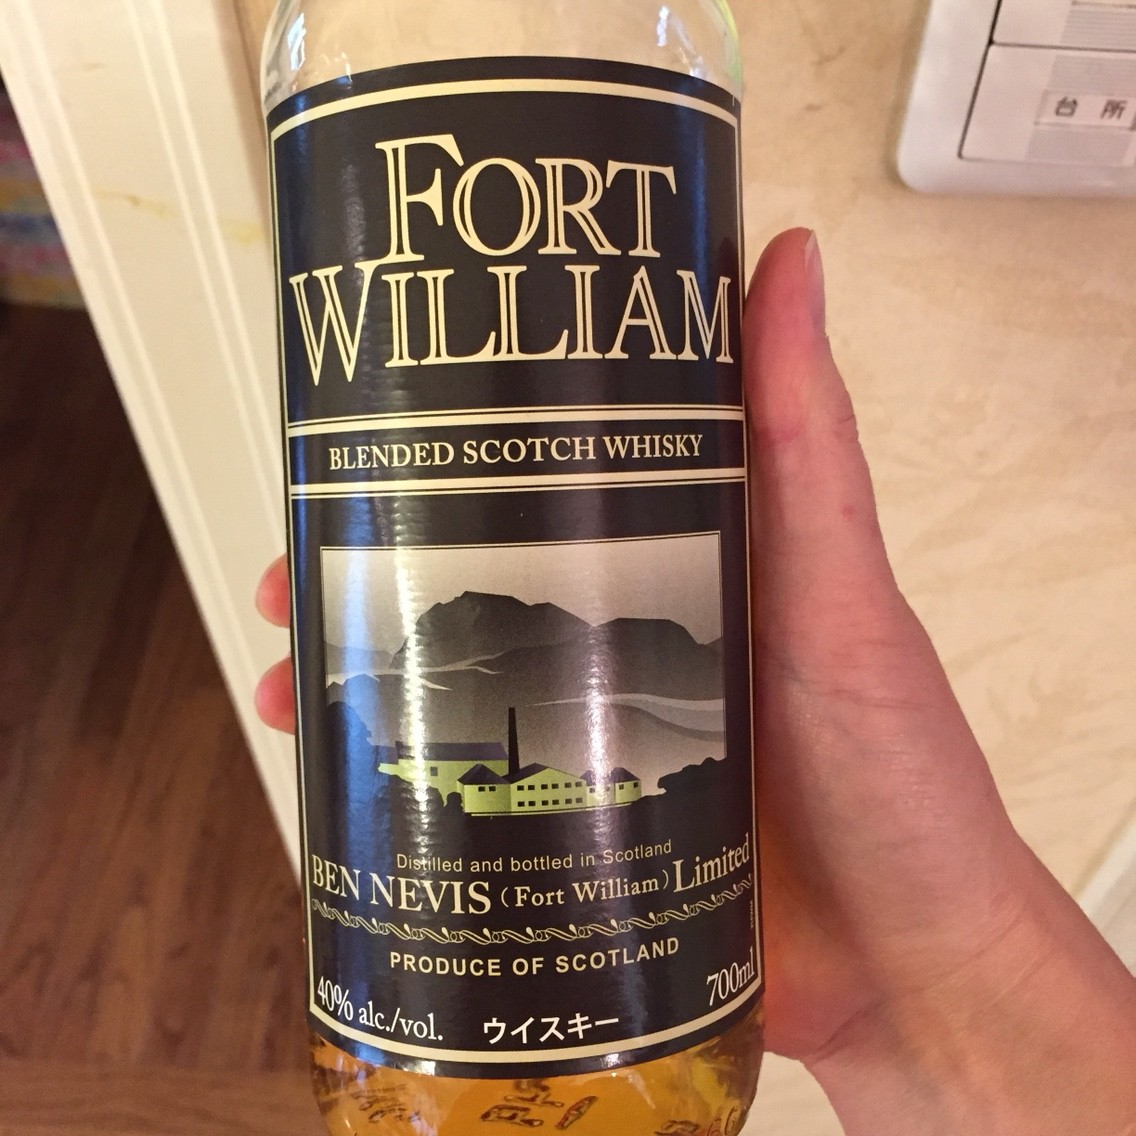 台所
FORT
WILLIAM
BLENDED SCOTCH WHISKY
Distilled and bottled in Scotland
BEN NEVIS (Fort William) Limited
PRODUCE OF SCOTLAND
40% alc./vol. ウイスキー 700ml